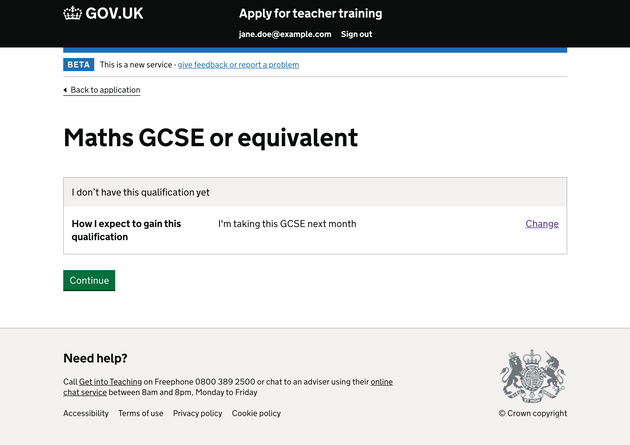 GOV.UK
Apply for teacher training
jane.doe@example.com Sign out
BETA This is a new service - give feedback or report a problem
Back to application
Maths GCSE or equivalent
I don't have this qualification yet
How I expect to gain this
qualification
I'm taking this GCSE next month
Change
Continue
Need help?
Call Get into Teaching on Freephone 0800 389 2500 or chat to an adviser using their online
chat service between 8am and 8pm, Monday to Friday
Accessibility Terms of use Privacy policy Cookie policy
© Crown copyright